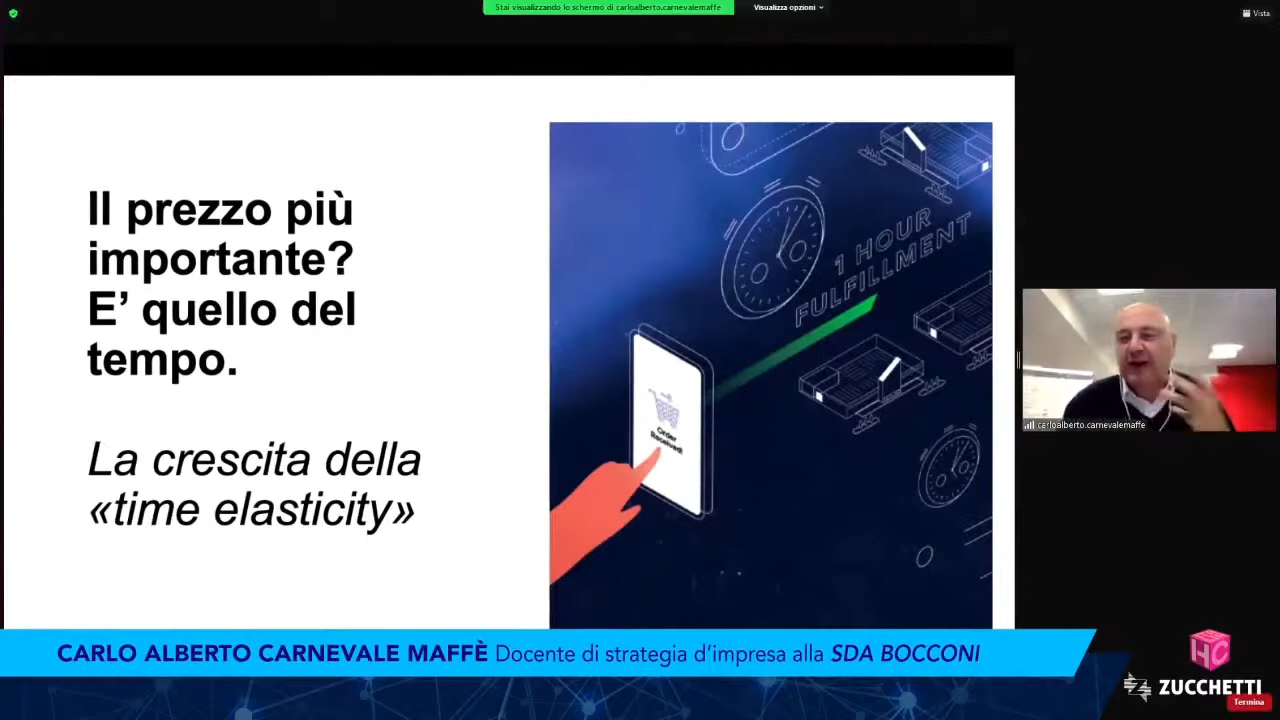 Stai visualizzando lo schermo di carloalberto.carnevalemaffe
Visualizza opzioni
Vista
Il prezzo più
importante?
E’ quello del
tempo.
La crescita della
«time elasticity»
1 HOUR
FULFILLMENT
Order
Received!
carloalberto.carnevalemaffe
CARLO ALBERTO CARNEVALE MAFFÈ Docente di strategia d’impresa alla SDA BOCCONI
HC
ZUCCHETTI
Termina